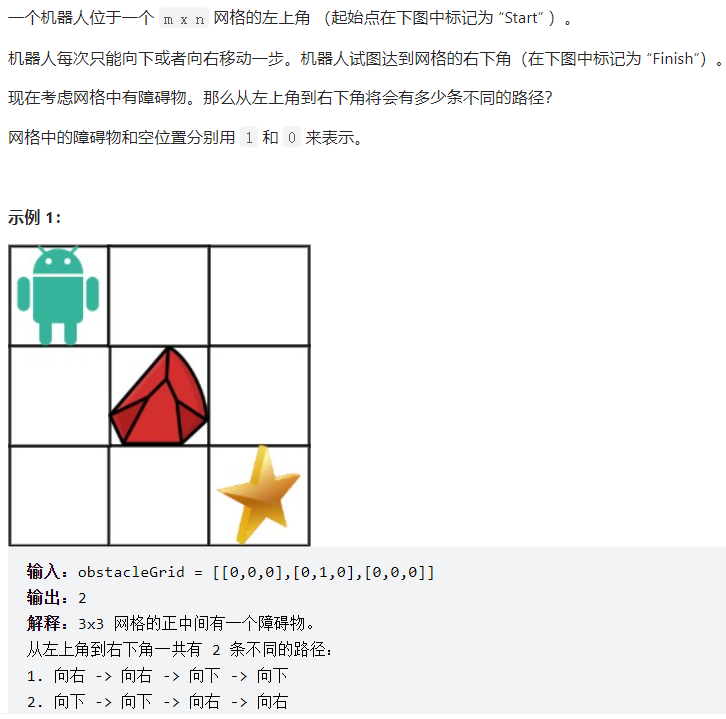 一个机器人位于一个 m x n 网格的左上角 （起始点在下图中标记为 “Start” ）。
机器人每次只能向下或者向右移动一步。机器人试图达到网格的右下角（在下图中标记为 “Finish”）。
现在考虑网格中有障碍物。那么从左上角到右下角将会有多少条不同的路径？
网格中的障碍物和空位置分别用 1 和 0 来表示。
示例 1：
输入：obstacleGrid = [[0,0,0],[0,1,0],[0,0,0]]
输出：2
解释：3x3 网格的正中间有一个障碍物。
从左上角到右下角一共有 2 条不同的路径：
1. 向右 -> 向右 -> 向下 -> 向下
2. 向下 -> 向下 -> 向右 -> 向右